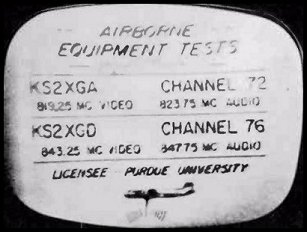 AIRBORNE
EQUIPMENT TESTS
KS2XGA CHANNEL 72
819.25 MC VIDEO 823.75 MC AUDIO
KS2XGD CHANNEL 76
843.25 MC VIDEO 847.75 MC AUDIO
LICENSEE PURDUE UNIVERSITY